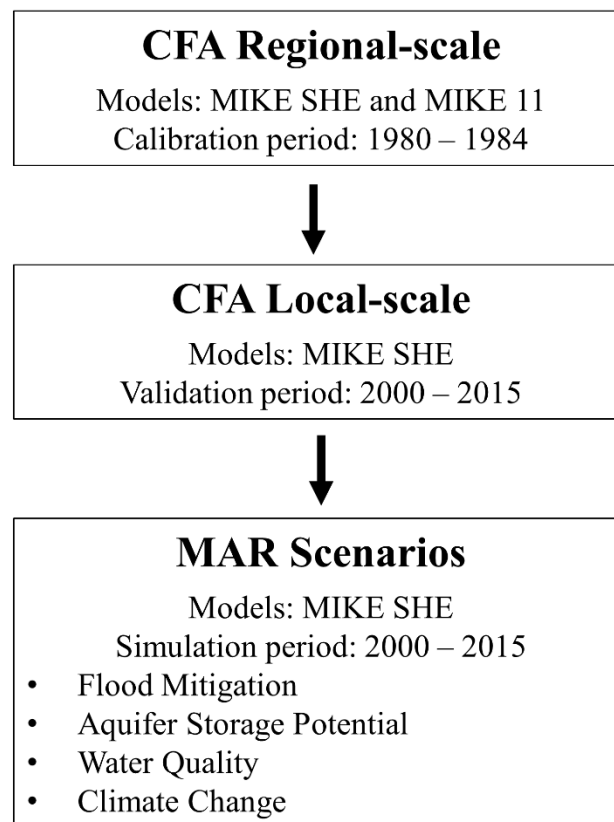 CFA Regional-scale
Models: MIKE SHE and MIKE 11
Calibration period: 1980 – 1984
CFA Local-scale
Models: MIKE SHE
Validation period: 2000 – 2015
MAR Scenarios
Models: MIKE SHE
Simulation period: 2000 – 2015
• Flood Mitigation
• Aquifer Storage Potential
• Water Quality
• Climate Change